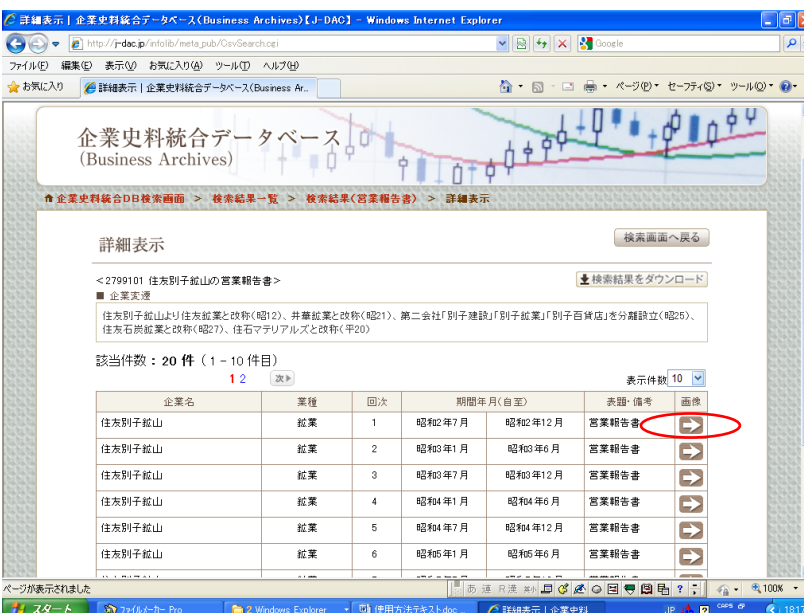 詳細表示 | 企業史料統合データベース(Business Archives)【J-DAC】 - Windows Internet Explorer
http://j-dac.jp/infolib/meta_pub/CsvSearch.cgi
Google
ファイル(F) 編集(E) 表示(V) お気に入り(A) ツール(T) ヘルプ(H)
お気に入り
詳細表示 | 企業史料統合データベース(Business Ar...
ページ(P) セーフティ(S) ツール(O)
企業史料統合データベース
(Business Archives)
企業史料統合DB検索画面 > 検索結果一覧 > 検索結果(営業報告書) > 詳細表示
詳細表示
検索画面へ戻る
<2799101 住友別子鉱山の営業報告書>
検索結果をダウンロード
■ 企業変遷
住友別子鉱山より住友鉱業と改称(昭12)、井華鉱業と改称(昭21)、第二会社「別子建設」「別子鉱業」「別子百貨店」を分離設立(昭25)、
住友石炭鉱業と改称(昭27)、住石マテリアルズと改称(平20)
該当件数：20 件（1 - 10 件目）
1 2 次
表示件数 10
企業名 業種 回次 期間年月(自至) 表題・備考 画像
住友別子鉱山 鉱業 1 昭和02年7月 昭和02年12月 営業報告書
住友別子鉱山 鉱業 2 昭和03年1月 昭和03年6月 営業報告書
住友別子鉱山 鉱業 3 昭和03年7月 昭和03年12月 営業報告書
住友別子鉱山 鉱業 4 昭和04年1月 昭和04年6月 営業報告書
住友別子鉱山 鉱業 5 昭和04年7月 昭和04年12月 営業報告書
住友別子鉱山 鉱業 6 昭和05年1月 昭和05年6月 営業報告書
ページが表示されました
あ 連 R漢
100%
スタート
ファイルメーカー Pro
2 Windows Explorer
使用方法テキスト.doc ...
詳細表示 | 企業史料...
JP
CAPS